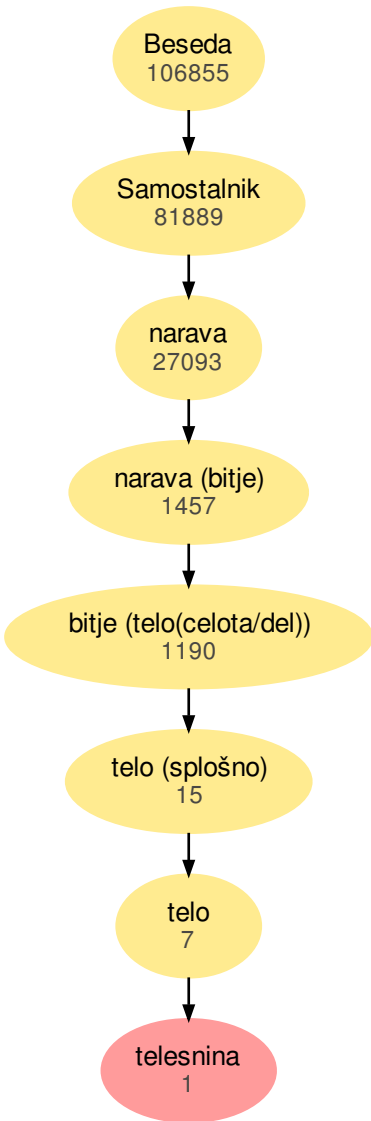 Beseda
106855
Samostalnik
81889
narava
27093
narava (bitje)
1457
bitje (telo(celota/del))
1190
telo (splošno)
15
telo
7
telesnina
1